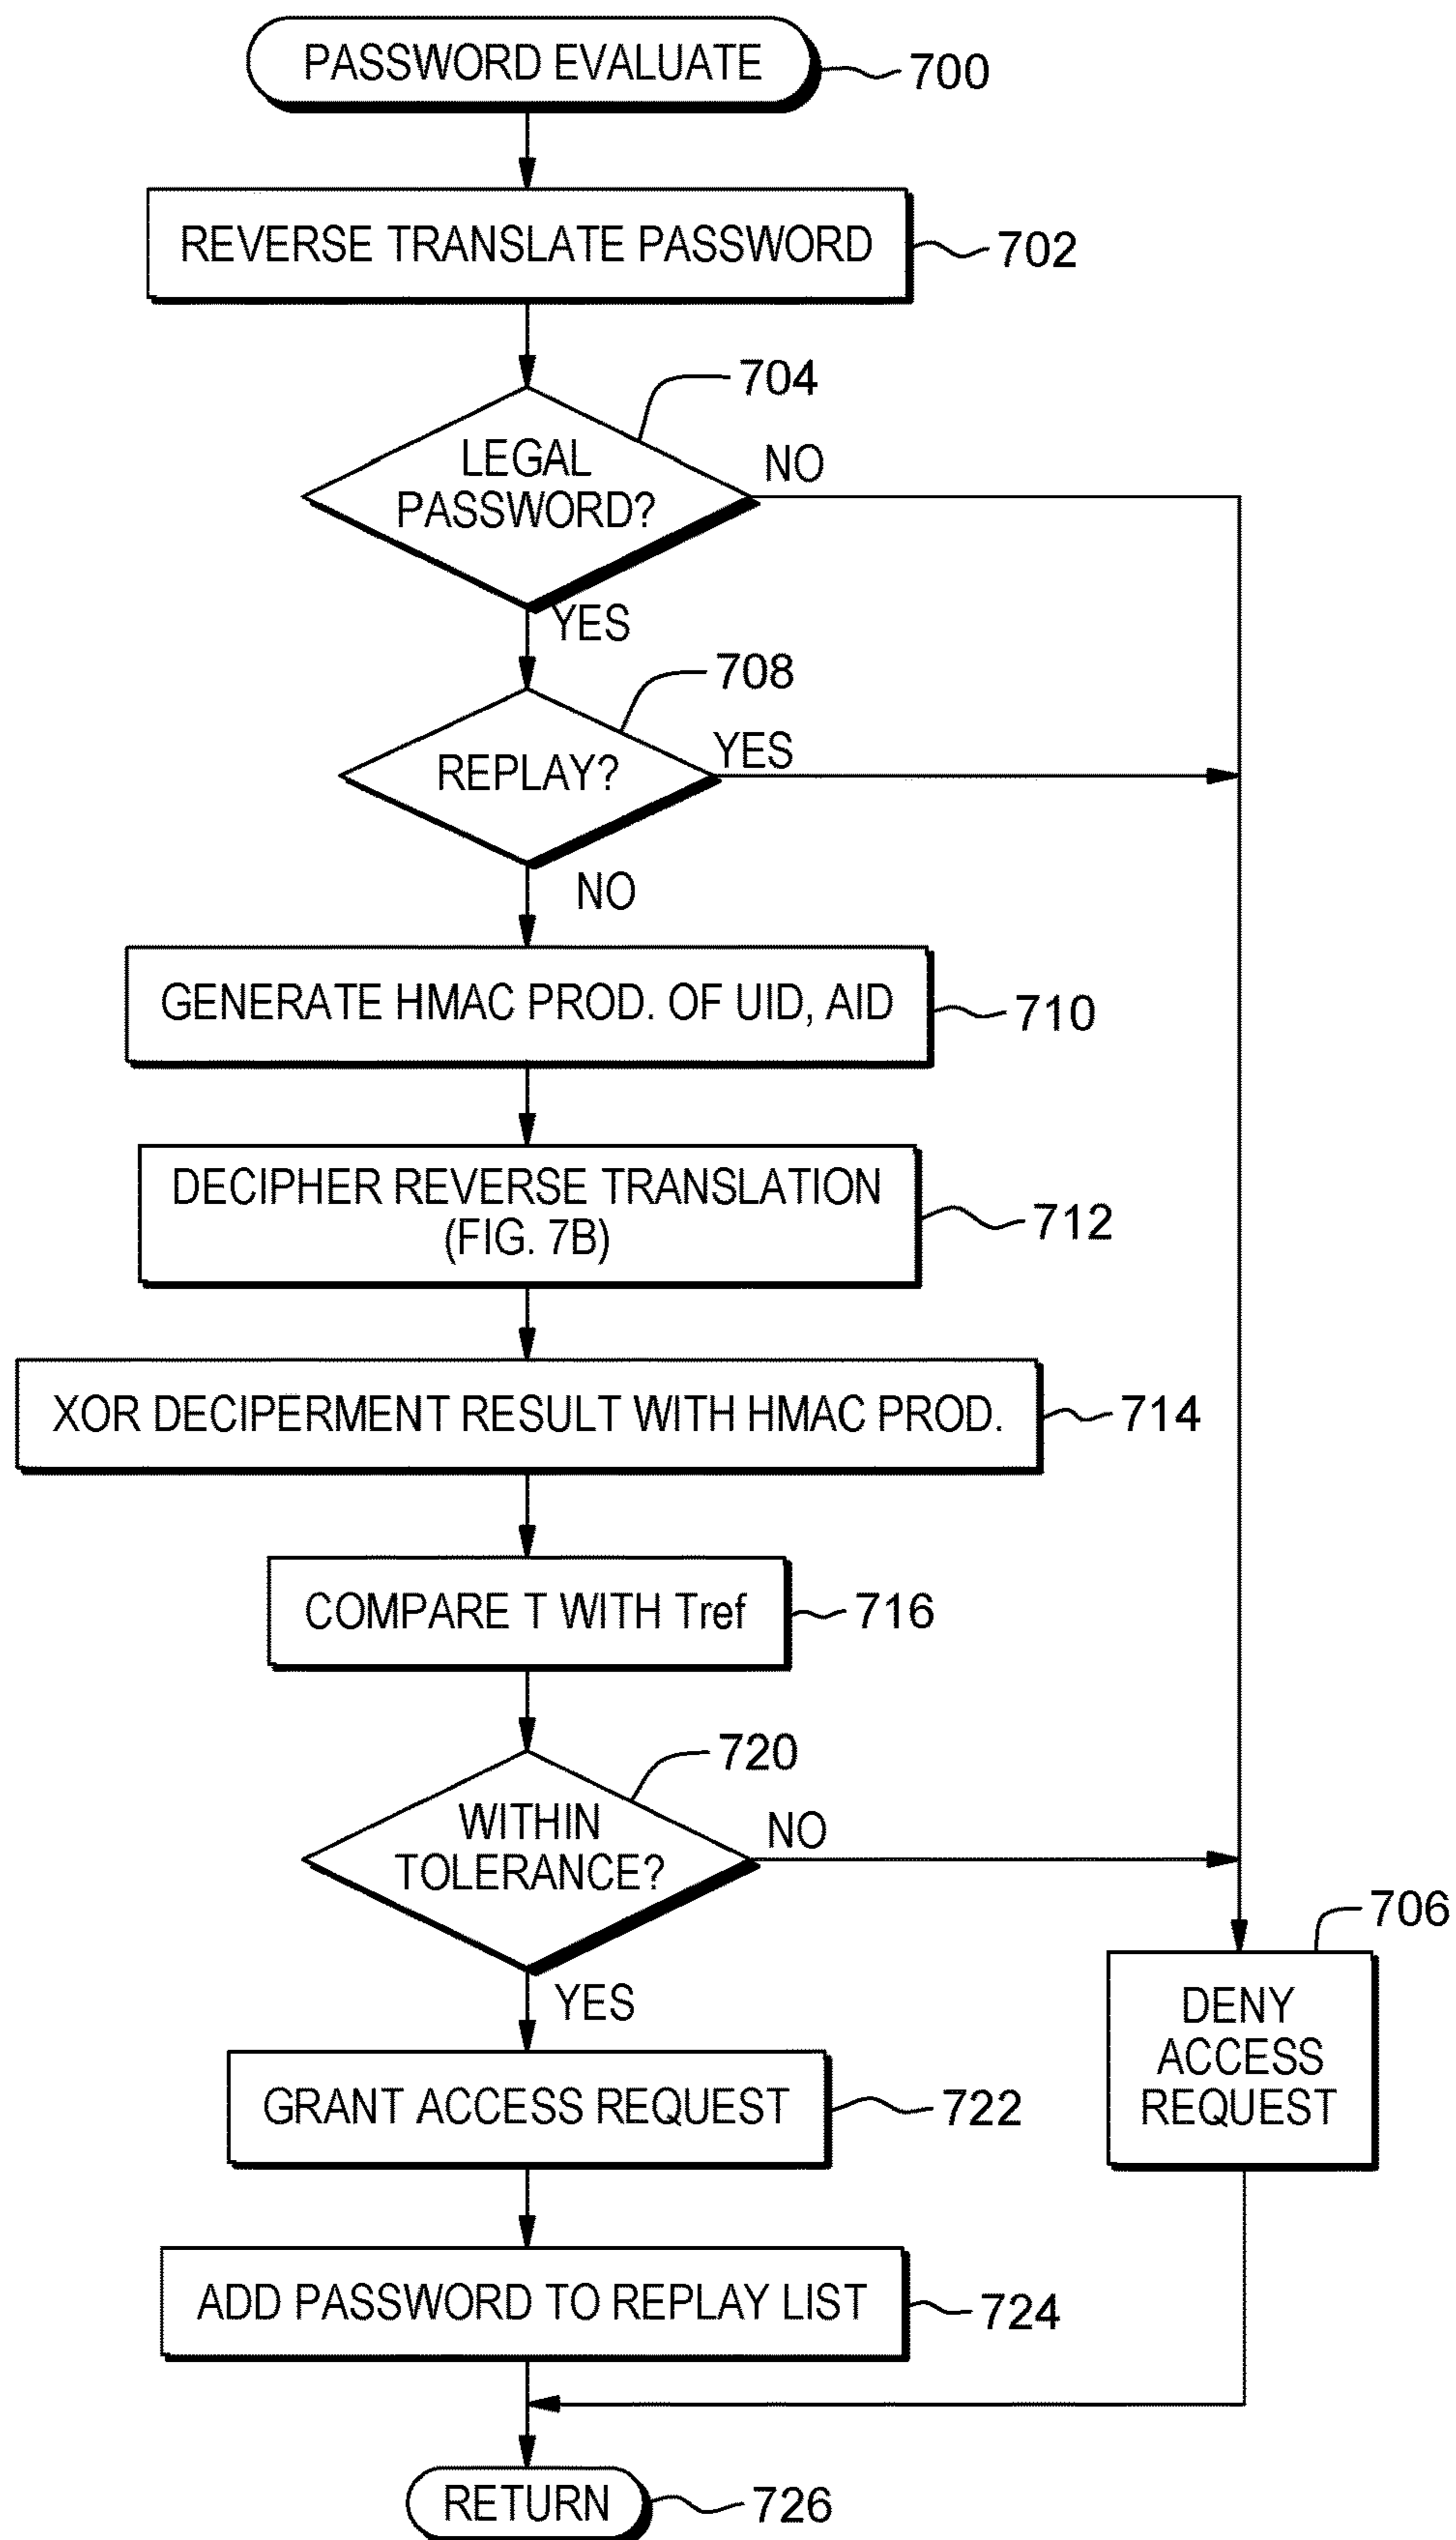 PASSWORD EVALUATE
700
REVERSE TRANSLATE PASSWORD
702
704
LEGAL
PASSWORD?
NO
YES
708
REPLAY?
YES
NO
GENERATE HMAC PROD. OF UID, AID
710
DECIPHER REVERSE TRANSLATION
(FIG. 7B)
712
XOR DECIPERMENT RESULT WITH HMAC PROD.
714
COMPARE T WITH Tref
716
720
WITHIN
TOLERANCE?
NO
YES
706
DENY
ACCESS
REQUEST
GRANT ACCESS REQUEST
722
ADD PASSWORD TO REPLAY LIST
724
RETURN
726